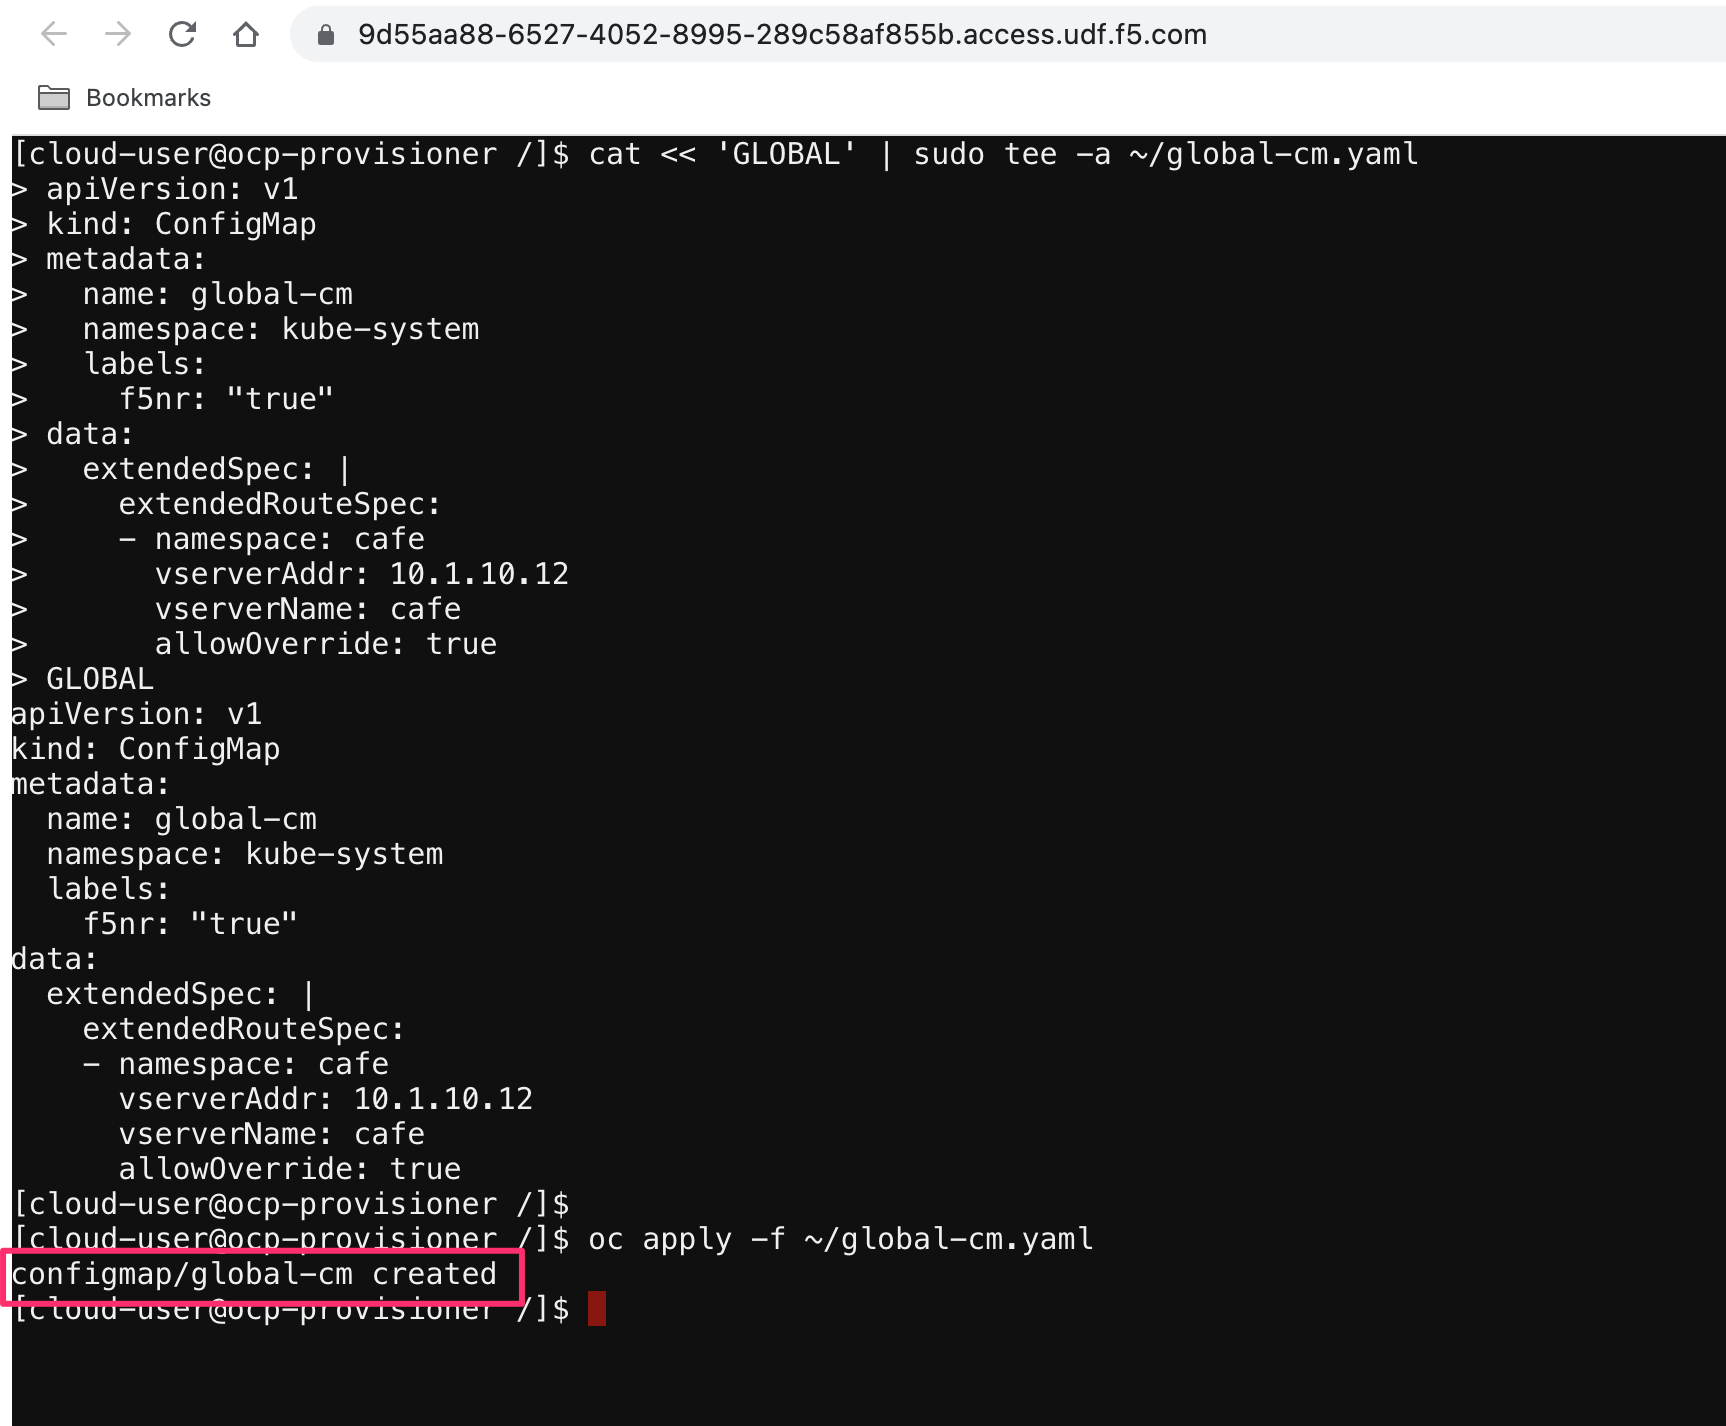 9d55aa88-6527-4052-8995-289c58af855b.access.udf.f5.com
Bookmarks
[cloud-user@ocp-provisioner /]$ cat << 'GLOBAL' | sudo tee -a ~/global-cm.yaml
> apiVersion: v1
> kind: ConfigMap
> metadata:
>   name: global-cm
>   namespace: kube-system
>   labels:
>     f5nr: "true"
> data:
>   extendedSpec: |
>     extendedRouteSpec:
>     - namespace: cafe
>       vserverAddr: 10.1.10.12
>       vserverName: cafe
>       allowOverride: true
> GLOBAL
apiVersion: v1
kind: ConfigMap
metadata:
  name: global-cm
  namespace: kube-system
  labels:
    f5nr: "true"
data:
  extendedSpec: |
    extendedRouteSpec:
    - namespace: cafe
      vserverAddr: 10.1.10.12
      vserverName: cafe
      allowOverride: true
[cloud-user@ocp-provisioner /]$
[cloud-user@ocp-provisioner /]$ oc apply -f ~/global-cm.yaml
configmap/global-cm created
[cloud-user@ocp-provisioner /]$